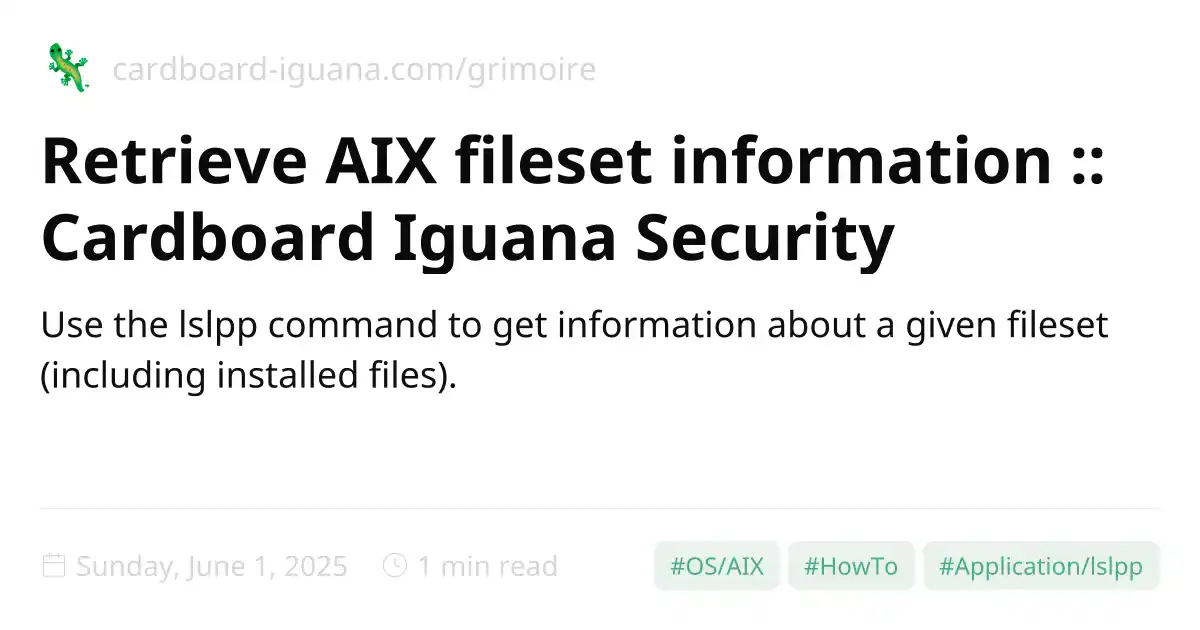 cardboard-iguana.com/grimoire
Retrieve AIX fileset information ::
Cardboard Iguana Security
Use the lslpp command to get information about a given fileset
(including installed files).
Sunday, June 1, 2025 1 min read #OS/AIX #HowTo #Application/lslpp